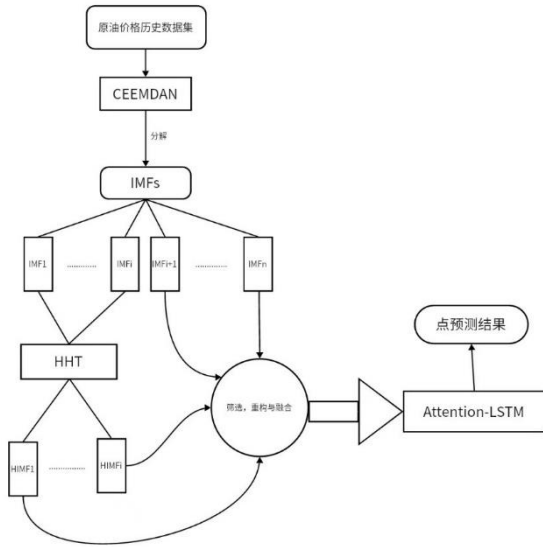 原油价格历史数据集
CEEMDAN
分解
IMFs
IMF1
.............
IMFi
IMFi+1
.............
IMFn
点预测结果
HHT
筛选，重构与融合
Attention-LSTM
HIMF1
.............
HIMFi